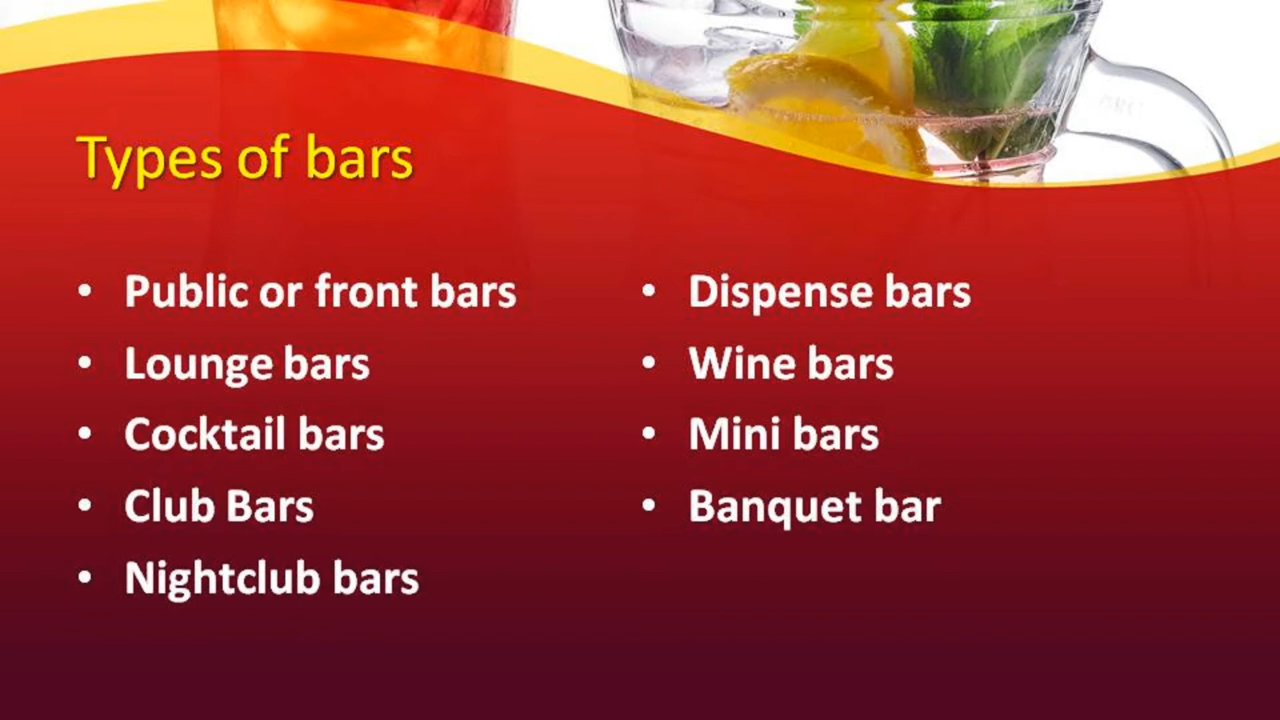 Types of bars
• Public or front bars
• Lounge bars
• Cocktail bars
• Club Bars
• Nightclub bars
• Dispense bars
• Wine bars
• Mini bars
• Banquet bar